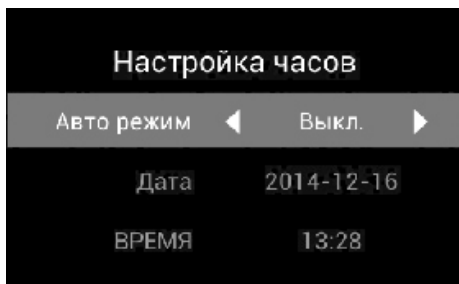 Настройка часов
Авто режим Выкл.
Дата 2014-12-16
ВРЕМЯ 13:28